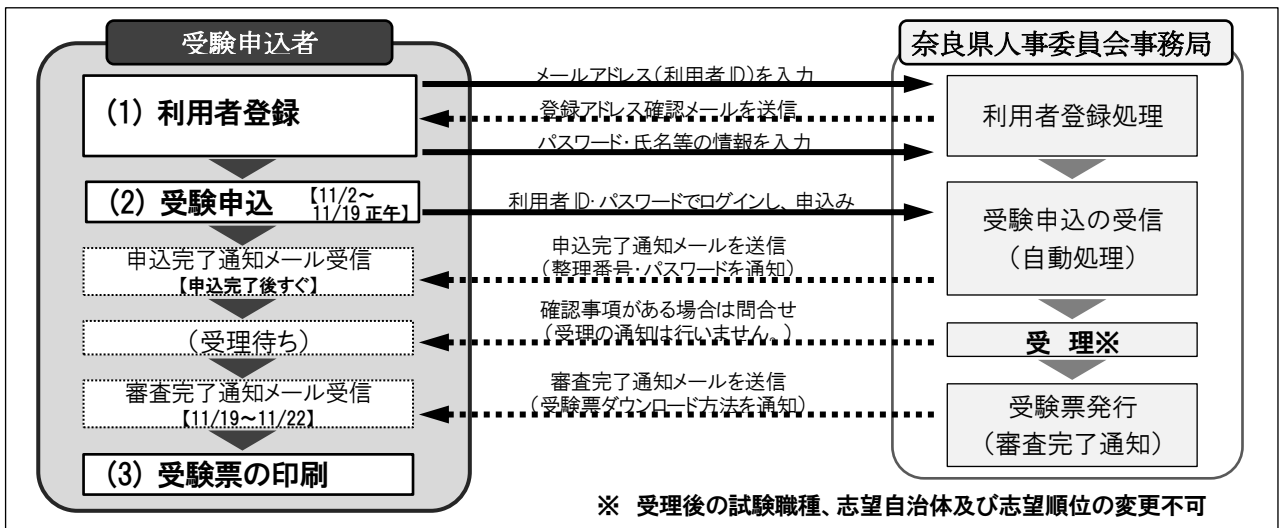 受験申込者
奈良県人事委員会事務局
(1) 利用者登録
メールアドレス(利用者ID)を入力
登録アドレス確認メールを送信
パスワード・氏名等の情報を入力
利用者登録処理
(2) 受験申込 【11/2～
11/19 正午】
利用者ID・パスワードでログインし、申込み
受験申込の受信
(自動処理)
申込完了通知メール受信
【申込完了後すぐ】
申込完了通知メールを送信
(整理番号・パスワードを通知)
(受理待ち)
確認事項がある場合は問合せ
(受理の通知は行いません。)
受 理※
審査完了通知メール受信
【11/19～11/22】
審査完了通知メールを送信
(受験票ダウンロード方法を通知)
受験票発行
(審査完了通知)
(3) 受験票の印刷
※ 受理後の試験職種、志望自治体及び志望順位の変更不可